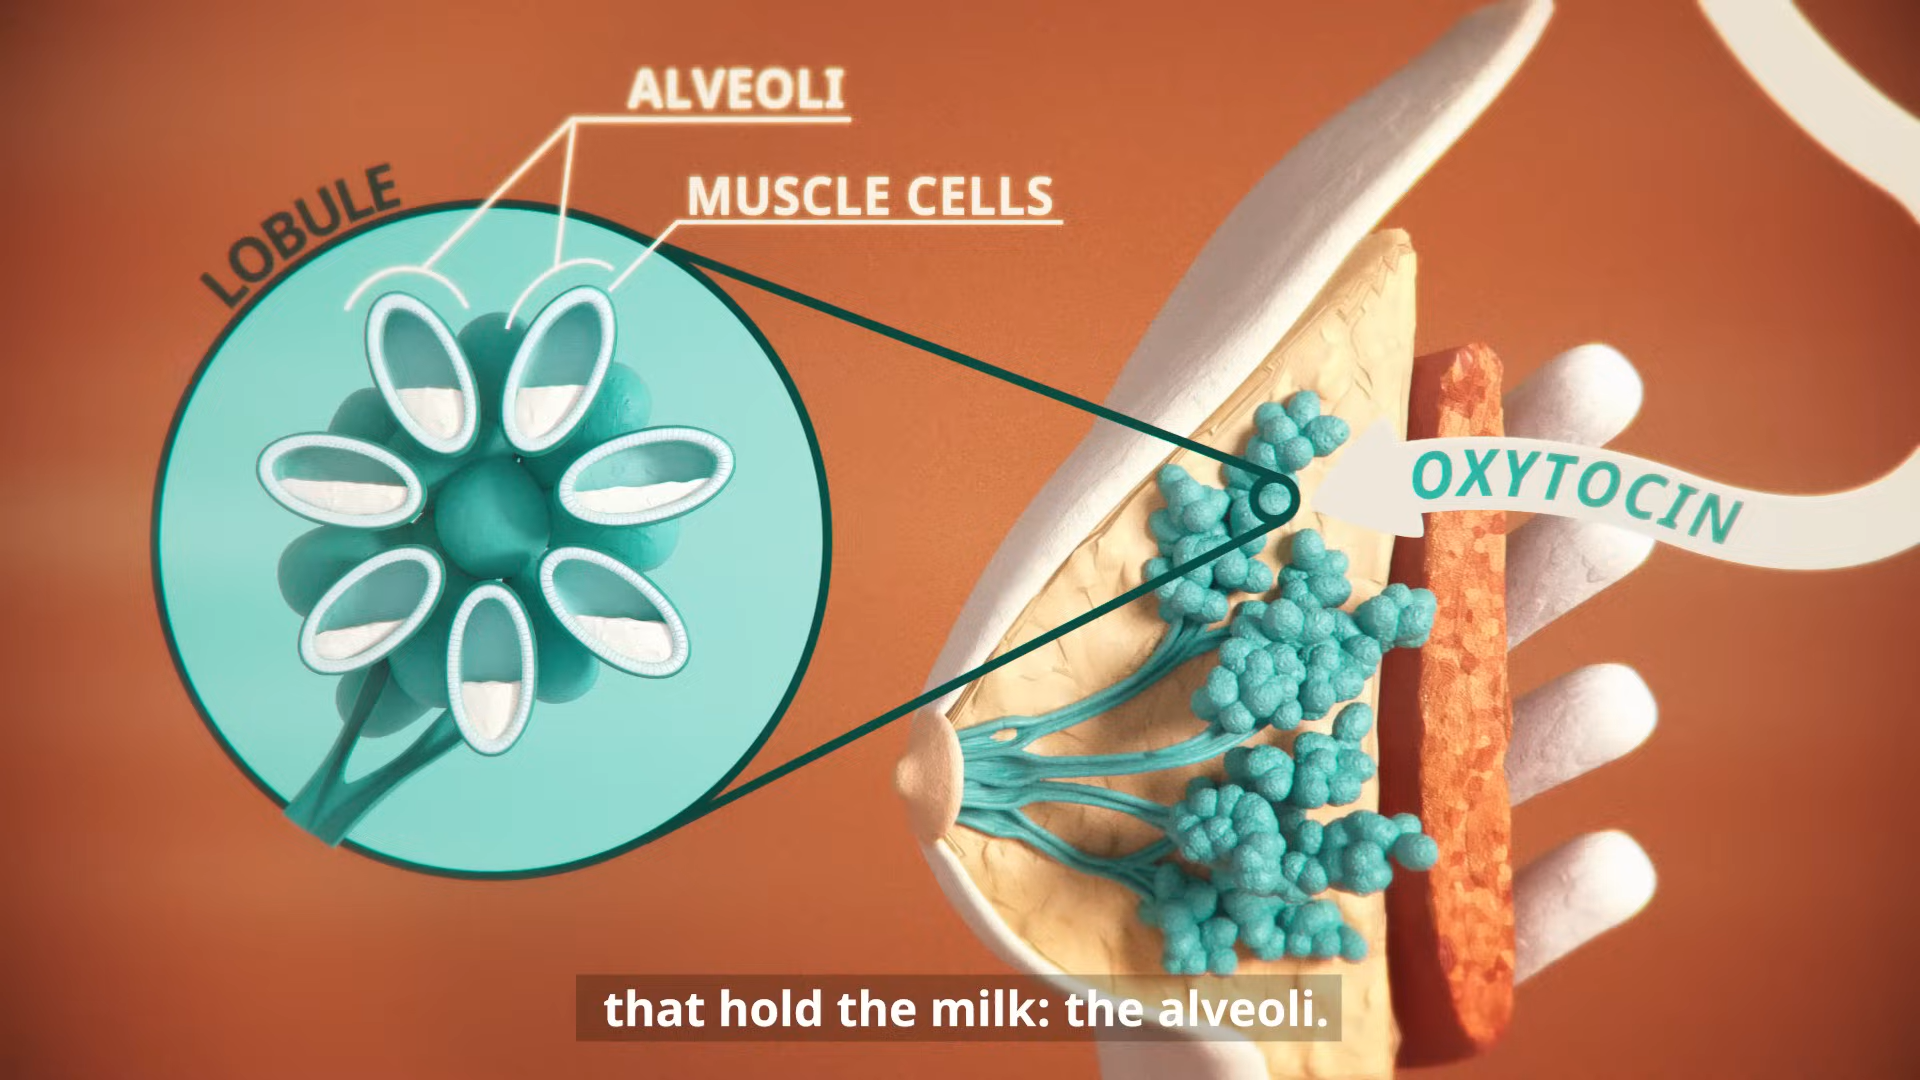 ALVEOLI
MUSCLE CELLS
LOBULE
OXYTOCIN
that hold the milk: the alveoli.